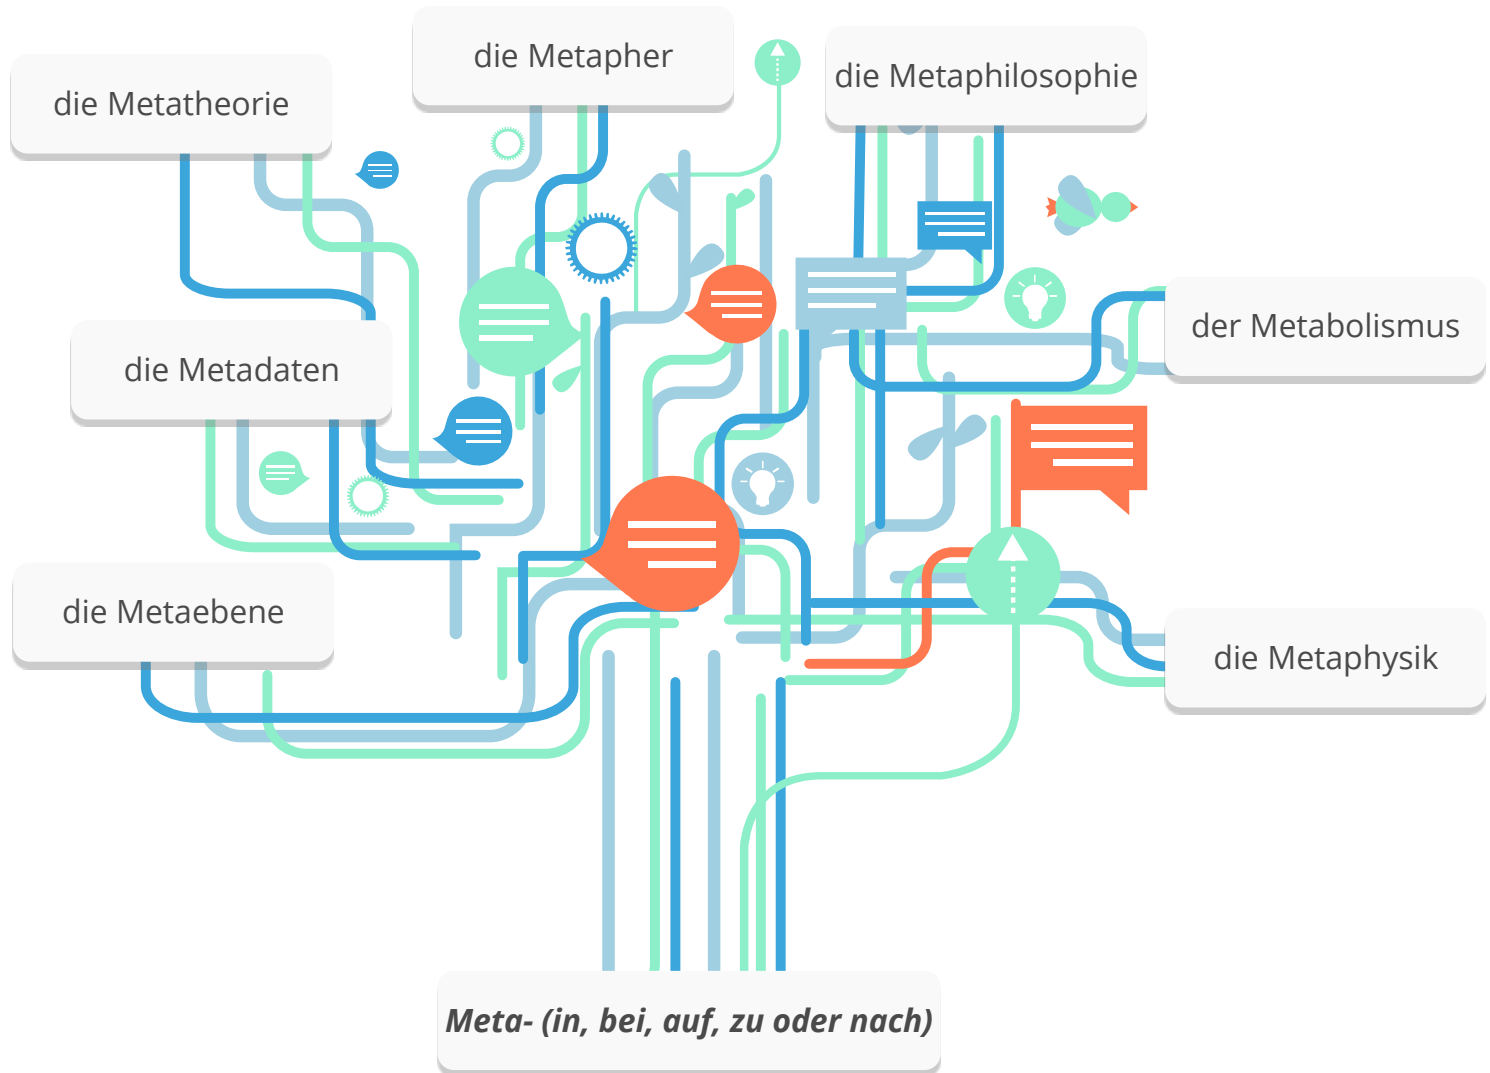 die Metapher
die Metaphilosophie
die Metatheorie
der Metabolismus
die Metadaten
die Metaebene
die Metaphysik
Meta- (in, bei, auf, zu oder nach)